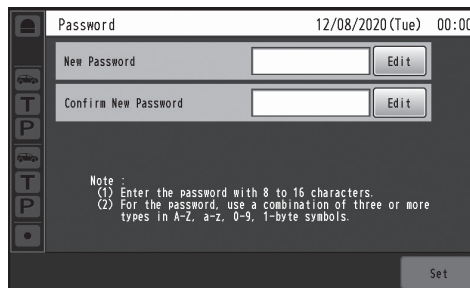 Password 12/08/2020(Tue) 00:00
New Password Edit
Confirm New Password Edit
T
P
T
P
Note :
(1) Enter the password with 8 to 16 characters.
(2) For the password, use a combination of three or more
types in A-Z, a-z, 0-9, 1-byte symbols.
Set